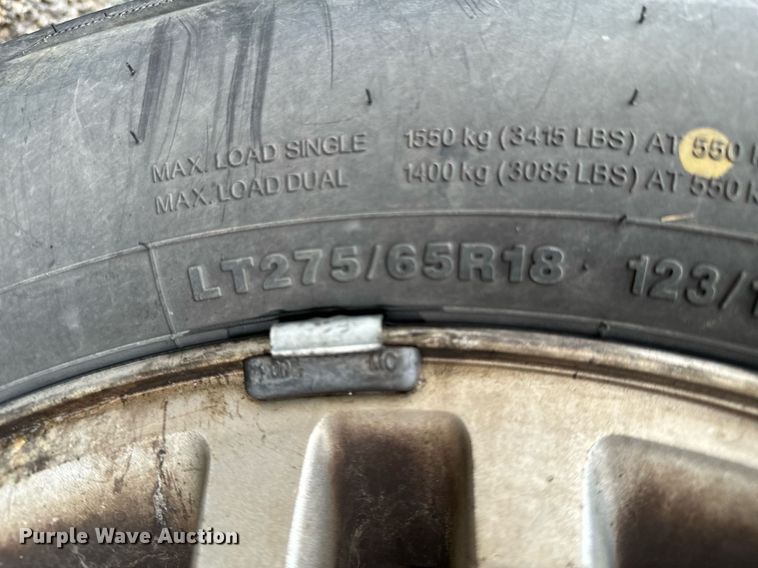 MAX. LOAD SINGLE 1550 kg (3415 LBS) AT 550
MAX. LOAD DUAL 1400 kg (3085 LBS) AT 550
LT275/65R18 123/
MC
Purple Wave Auction